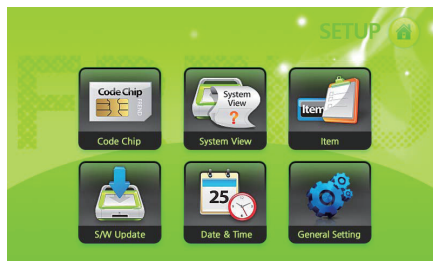 SETUP
Code Chip
System
View
?
Item
Code Chip
System View
Item
25
S/W Update
Date & Time
General Setting